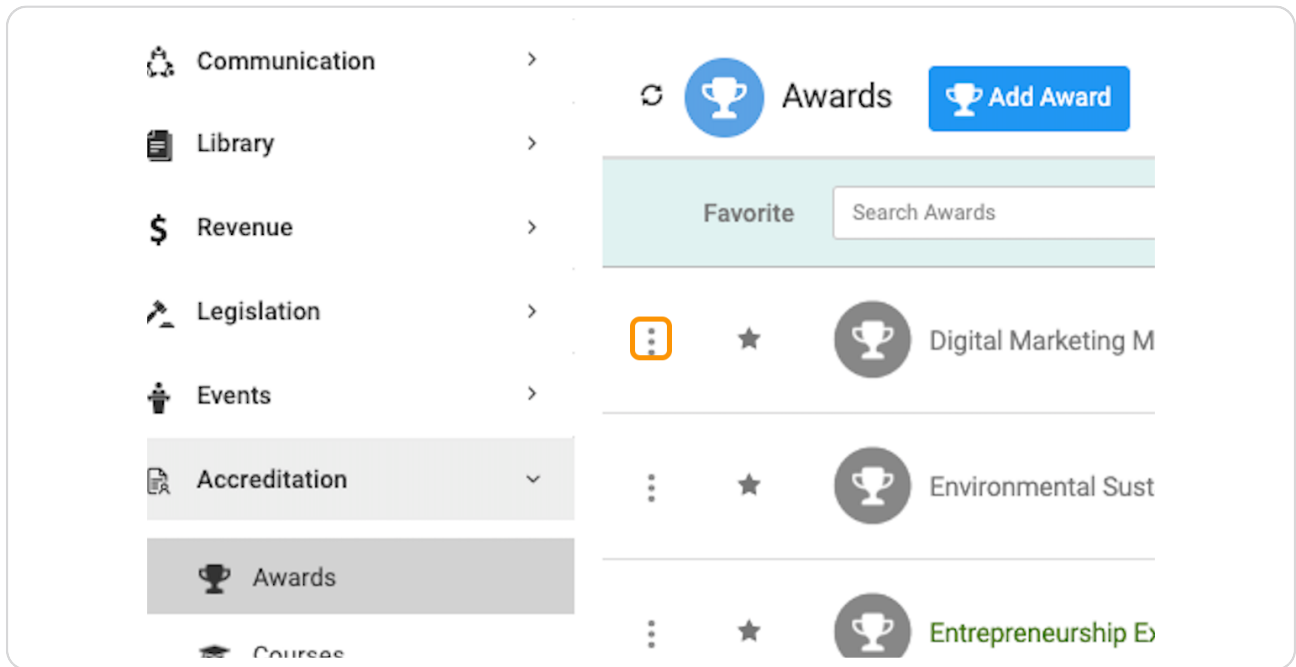 Communication
Library
Revenue
Legislation
Events
Accreditation
Awards
Courses
Awards
Add Award
Favorite
Search Awards
Digital Marketing M
Environmental Sust
Entrepreneurship Ex